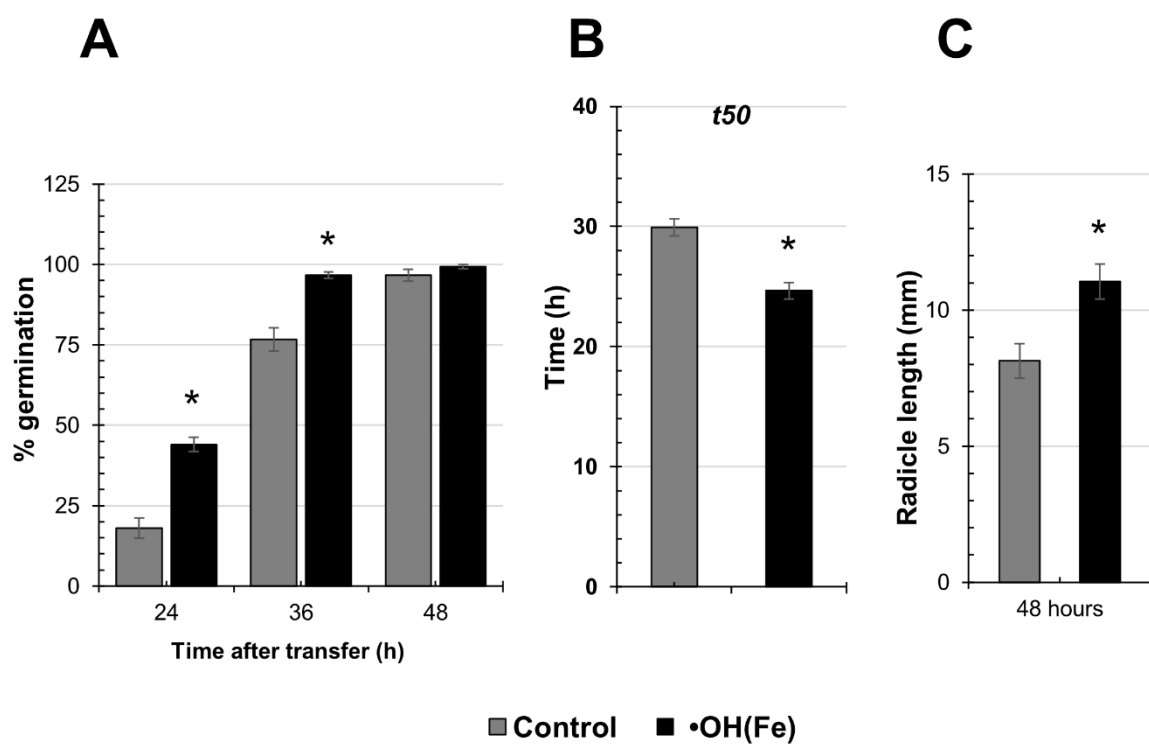 A
B
C
% germination
125
100
75
50
25
0
*
*
24
36
48
Time after transfer (h)
Time (h)
40
30
20
10
0
t50
*
Radicle length (mm)
15
10
5
0
*
48 hours
Control
•OH(Fe)